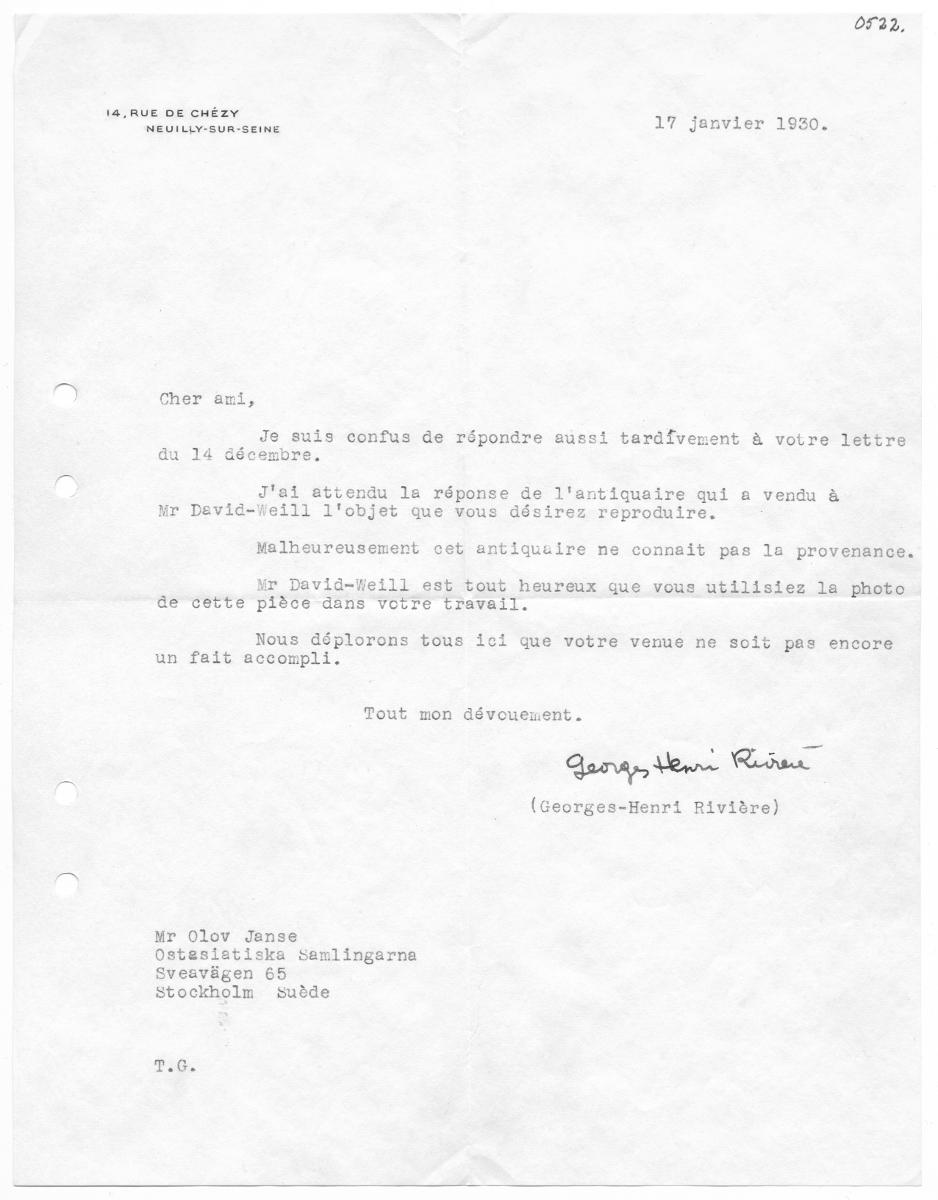 0522.
14, RUE DE CHÉZY
NEUILLY-SUR-SEINE
17 janvier 1930.
Cher ami,
Je suis confus de répondre aussi tardivement à votre lettre
du 14 décembre.
J'ai attendu la réponse de l'antiquaire qui a vendu à
Mr David-Weill l'objet que vous désirez reproduire.
Malheureusement cet antiquaire ne connait pas la provenance.
Mr David-Weill est tout heureux que vous utilisiez la photo
de cette pièce dans votre travail.
Nous déplorons tous ici que votre venue ne soit pas encore
un fait accompli.
Tout mon dévouement.
Georges Henri Rivière
(Georges-Henri Rivière)
Mr Olov Janse
Ostasiatiska Samlingarna
Sveavägen 65
Stockholm Suède
T.G.